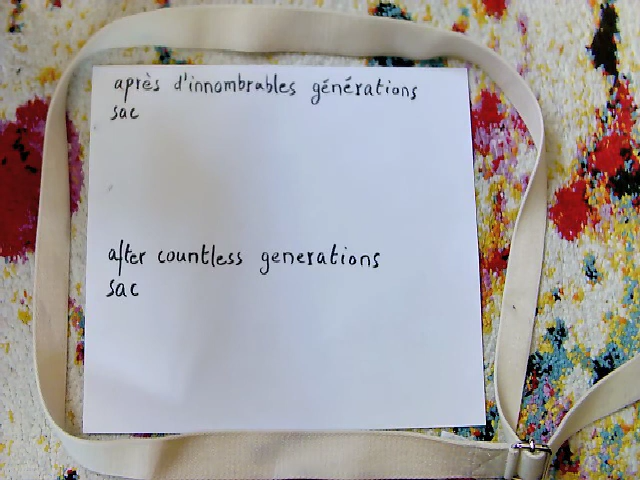 après d'innombrables générations
sac
after countless generations
sac